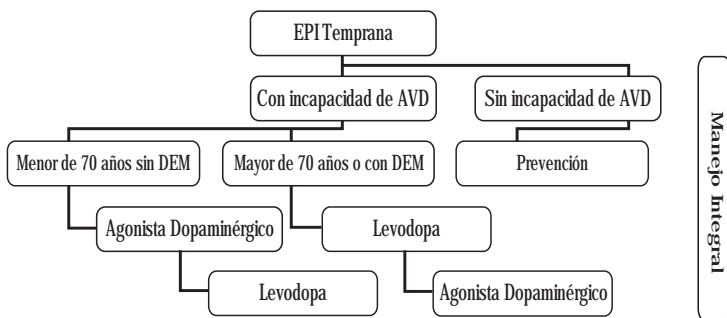 EPI Temprana
Con incapacidad de AVD
Sin incapacidad de AVD
Menor de 70 años sin DEM
Mayor de 70 años o con DEM
Prevención
Agonista Dopaminérgico
Levodopa
Levodopa
Agonista Dopaminérgico
Manejo Integral